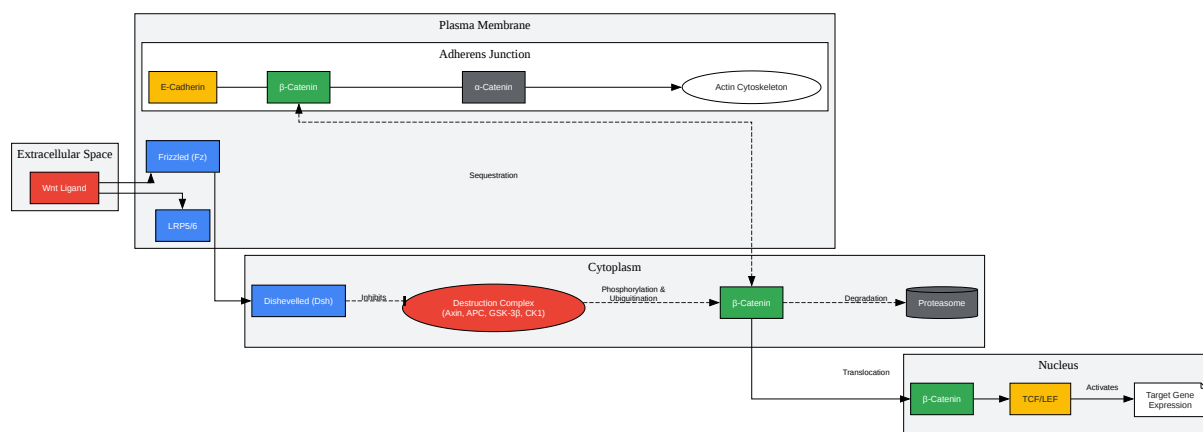 Plasma Membrane
Adherens Junction
E-Cadherin
β-Catenin
α-Catenin
Actin Cytoskeleton
Extracellular Space
Wnt Ligand
Frizzled (Fz)
LRP5/6
Sequestration
Cytoplasm
Dishevelled (Dsh)
Inhibits
Destruction Complex
(Axin, APC, GSK-3β, CK1)
Phosphorylation &
Ubiquitination
β-Catenin
Degradation
Proteasome
Translocation
Nucleus
β-Catenin
TCF/LEF
Activates
Target Gene
Expression